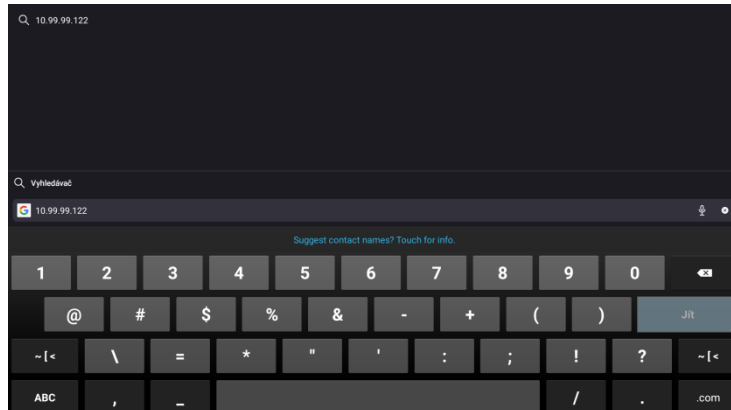 10.99.99.122
Vyhledávač
G 10.99.99.122
Suggest contact names? Touch for info.
1 2 3 4 5 6 7 8 9 0
@ # $ % & - + ( ) Jít
~ [ < \ = * " ' : ; ! ? ~ [ <
ABC , _ / . .com